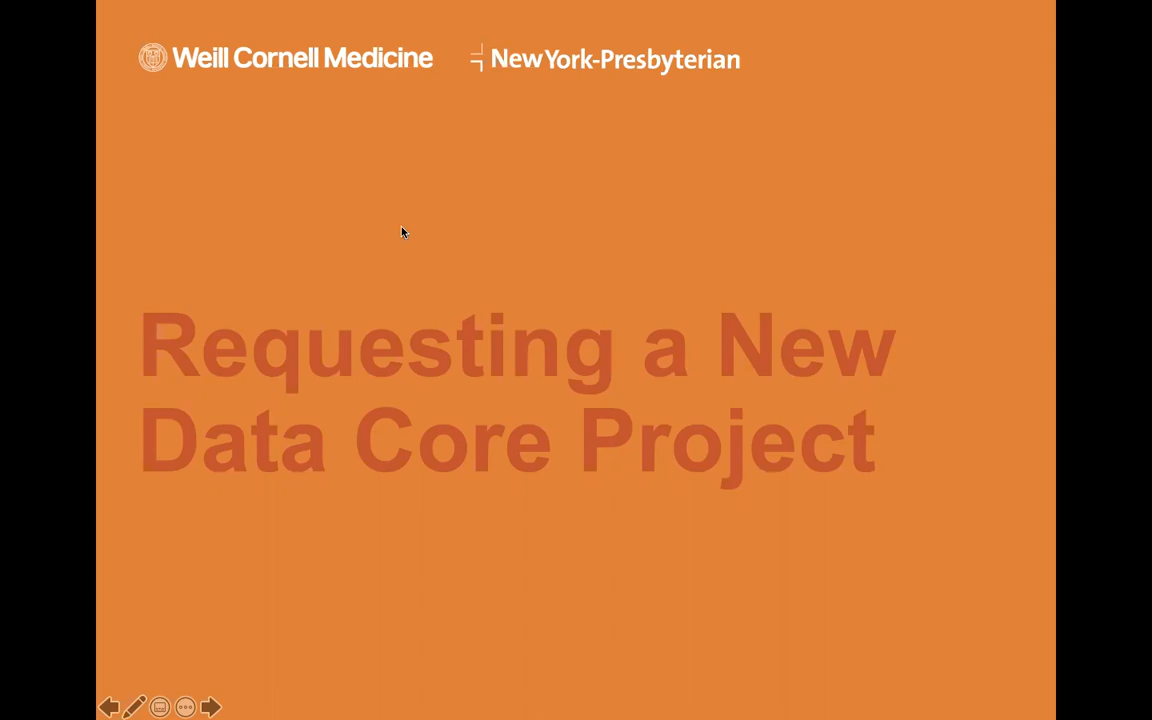 Weill Cornell Medicine
NewYork-Presbyterian
Requesting a New
Data Core Project